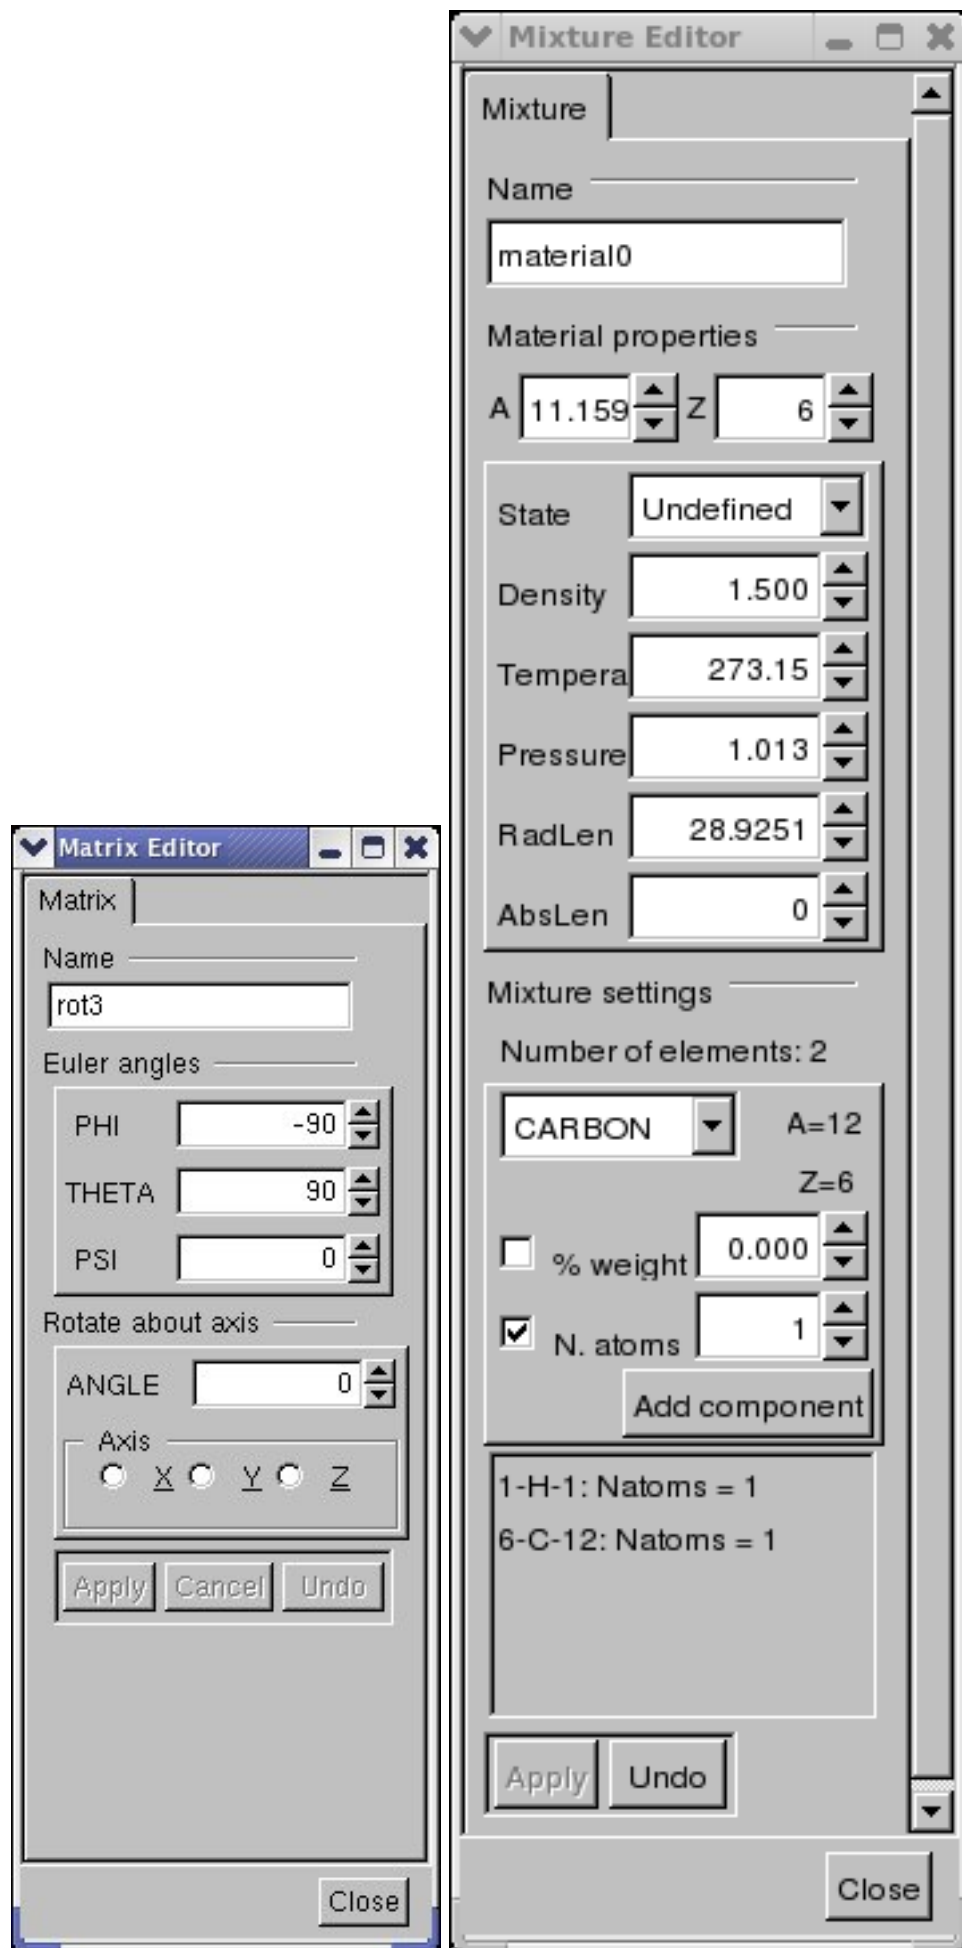 Matrix Editor
Matrix
Name
rot3
Euler angles
PHI -90
THETA 90
PSI 0
Rotate about axis
ANGLE 0
Axis
X Y Z
Apply Cancel Undo
Close
Mixture Editor
Mixture
Name
material0
Material properties
A 11.159 Z 6
State Undefined
Density 1.500
Tempera 273.15
Pressure 1.013
RadLen 28.9251
AbsLen 0
Mixture settings
Number of elements: 2
CARBON A=12
Z=6
% weight 0.000
N. atoms 1
Add component
1-H-1: Natoms = 1
6-C-12: Natoms = 1
Apply Undo
Close